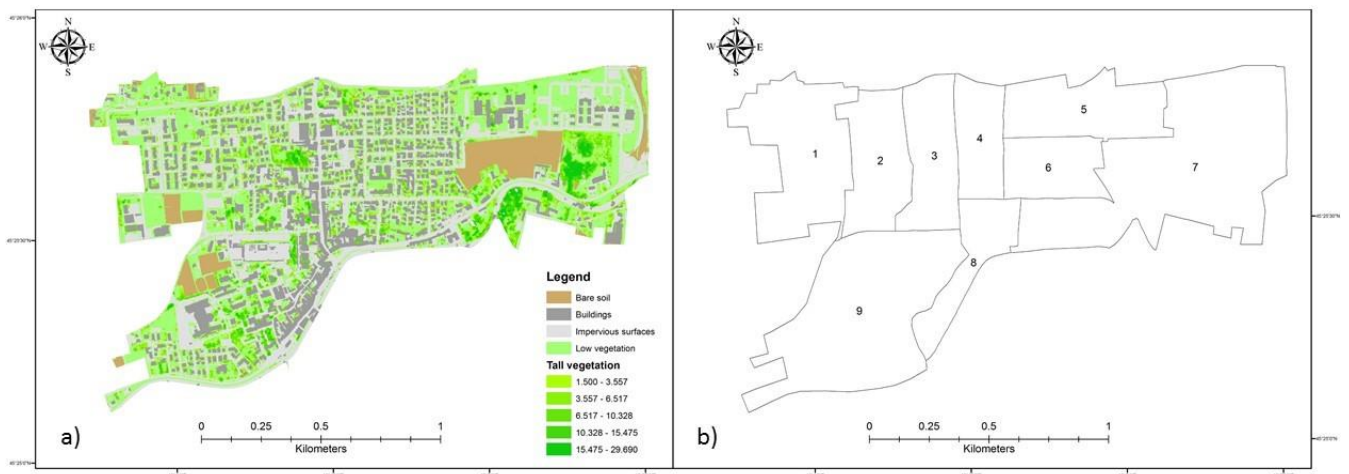 N
W E
S
Legend
Bare soil
Buildings
Impervious surfaces
Low vegetation
Tall vegetation
1.500 - 3.557
3.557 - 6.517
6.517 - 10.328
10.328 - 15.475
15.475 - 29.690
0 0.25 0.5 1
Kilometers
a)
N
W E
S
1
2
3
4
5
6
7
8
9
0 0.25 0.5 1
Kilometers
b)